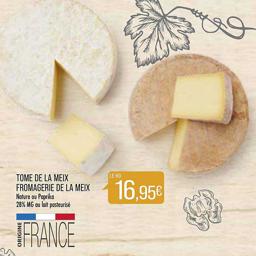 TOME DE LA MEIX
FROMAGERIE DE LA MEIX
Nature ou Paprika
28% MG au lait pasteurisé
LE KG
16,95€
ORIGINE
FRANCE